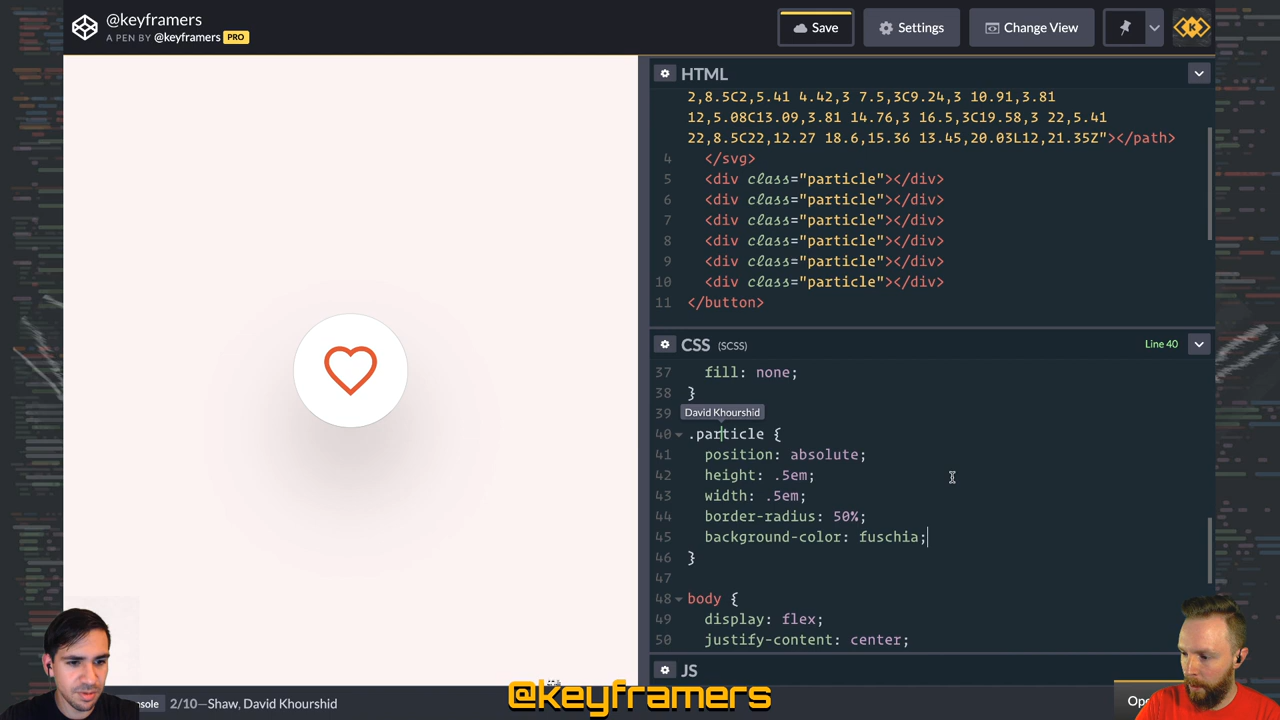 @keyframers
A PEN BY @keyframers PRO
Save
Settings
Change View
HTML
2,8.5C2,5.41 4.42,3 7.5,3C9.24,3 10.91,3.81
12,5.08C13.09,3.81 14.76,3 16.5,3C19.58,3 22,5.41
22,8.5C22,12.27 18.6,15.36 13.45,20.03L12,21.35Z"></path>
4 </svg>
5 <div class="particle"></div>
6 <div class="particle"></div>
7 <div class="particle"></div>
8 <div class="particle"></div>
9 <div class="particle"></div>
10 <div class="particle"></div>
11 </button>
CSS (SCSS)
Line 40
37 fill: none;
38 }
39
David Khourshid
40 .particle {
41 position: absolute;
42 height: .5em;
43 width: .5em;
44 border-radius: 50%;
45 background-color: fuschia;
46 }
47
48 body {
49 display: flex;
50 justify-content: center;
JS
nsole 2/10—Shaw, David Khourshid
@keyframers
Ope